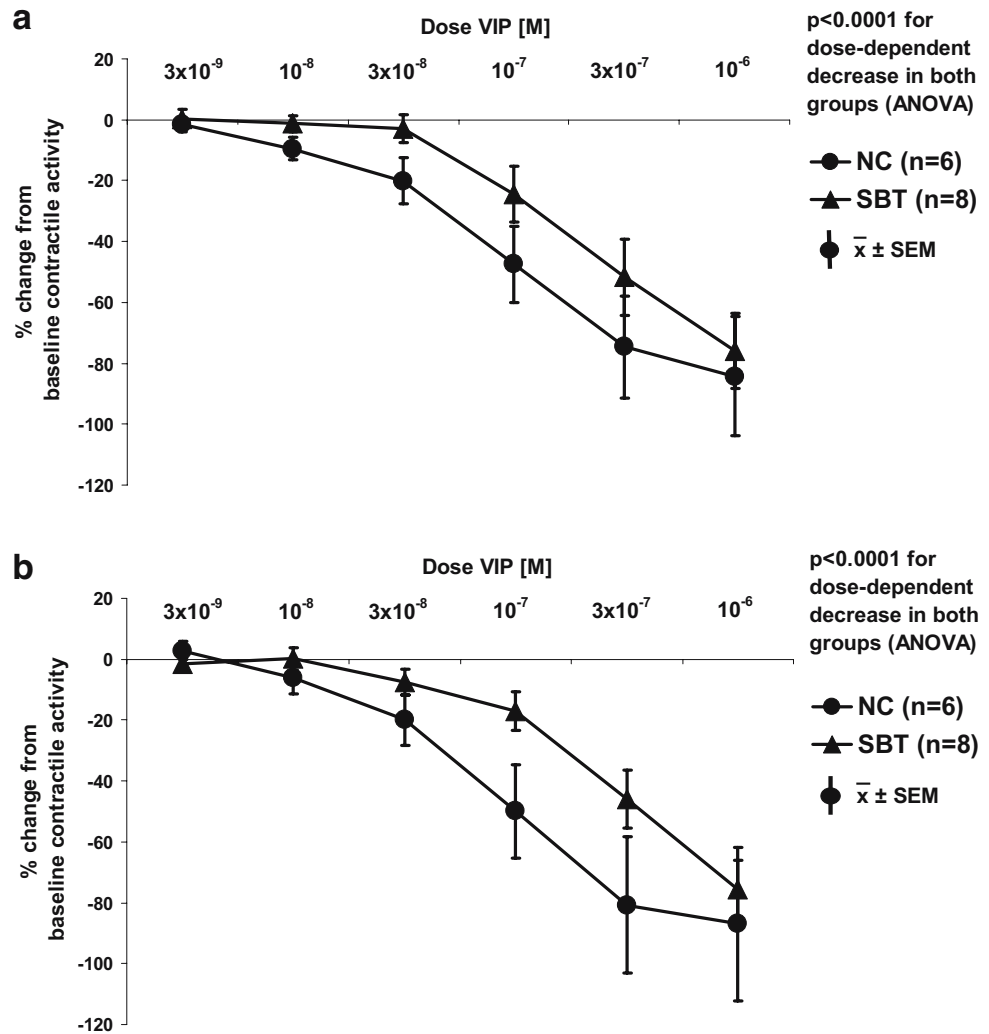 a
Dose VIP [M]
3x10⁻⁹ 10⁻⁸ 3x10⁻⁸ 10⁻⁷ 3x10⁻⁷ 10⁻⁶
20
0
-20
-40
-60
-80
-100
-120
% change from
baseline contractile activity
p<0.0001 for
dose-dependent
decrease in both
groups (ANOVA)
NC (n=6)
SBT (n=8)
x̄ ± SEM
b
Dose VIP [M]
3x10⁻⁹ 10⁻⁸ 3x10⁻⁸ 10⁻⁷ 3x10⁻⁷ 10⁻⁶
20
0
-20
-40
-60
-80
-100
-120
% change from
baseline contractile activity
p<0.0001 for
dose-dependent
decrease in both
groups (ANOVA)
NC (n=6)
SBT (n=8)
x̄ ± SEM